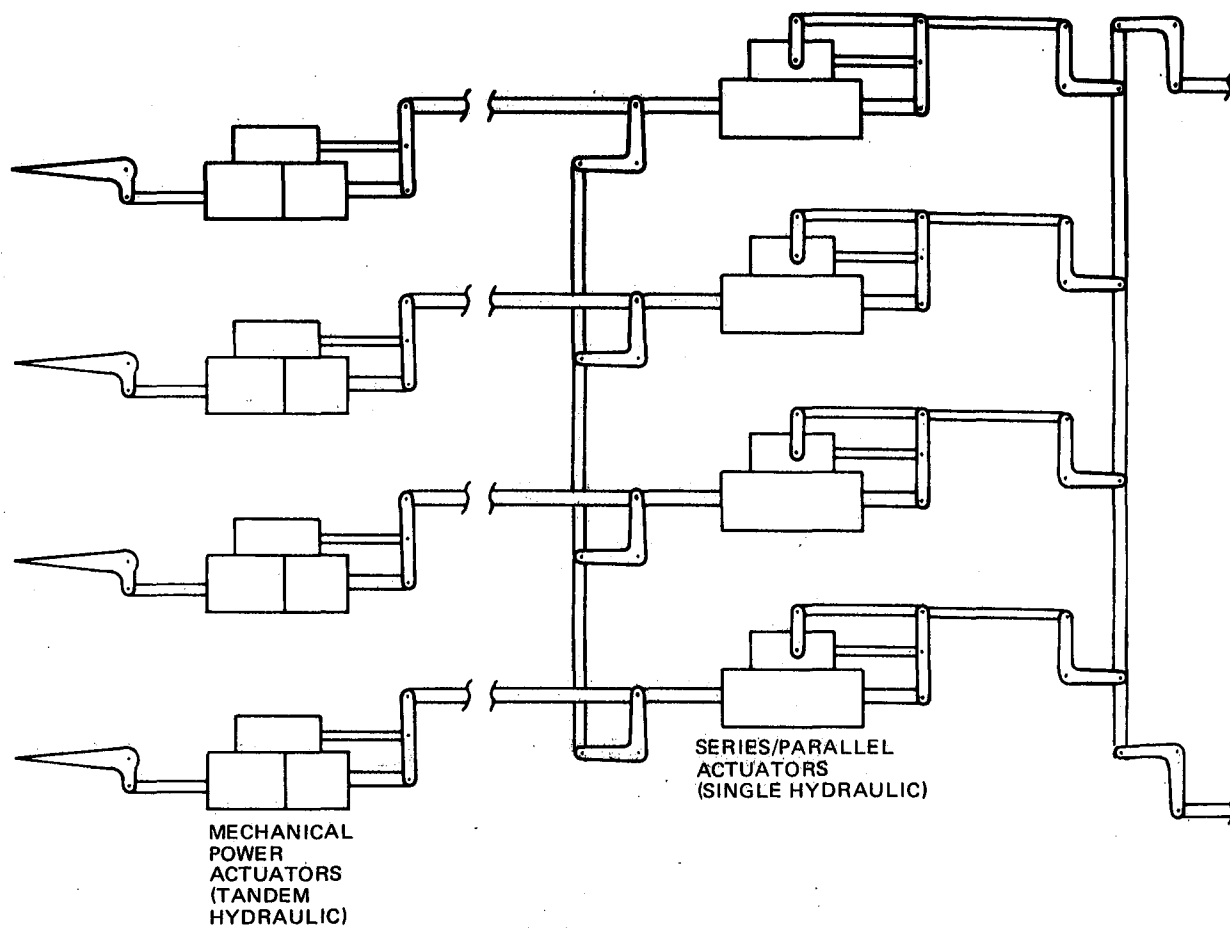 SERIES/PARALLEL
ACTUATORS
(SINGLE HYDRAULIC)
MECHANICAL
POWER
ACTUATORS
(TANDEM
HYDRAULIC)